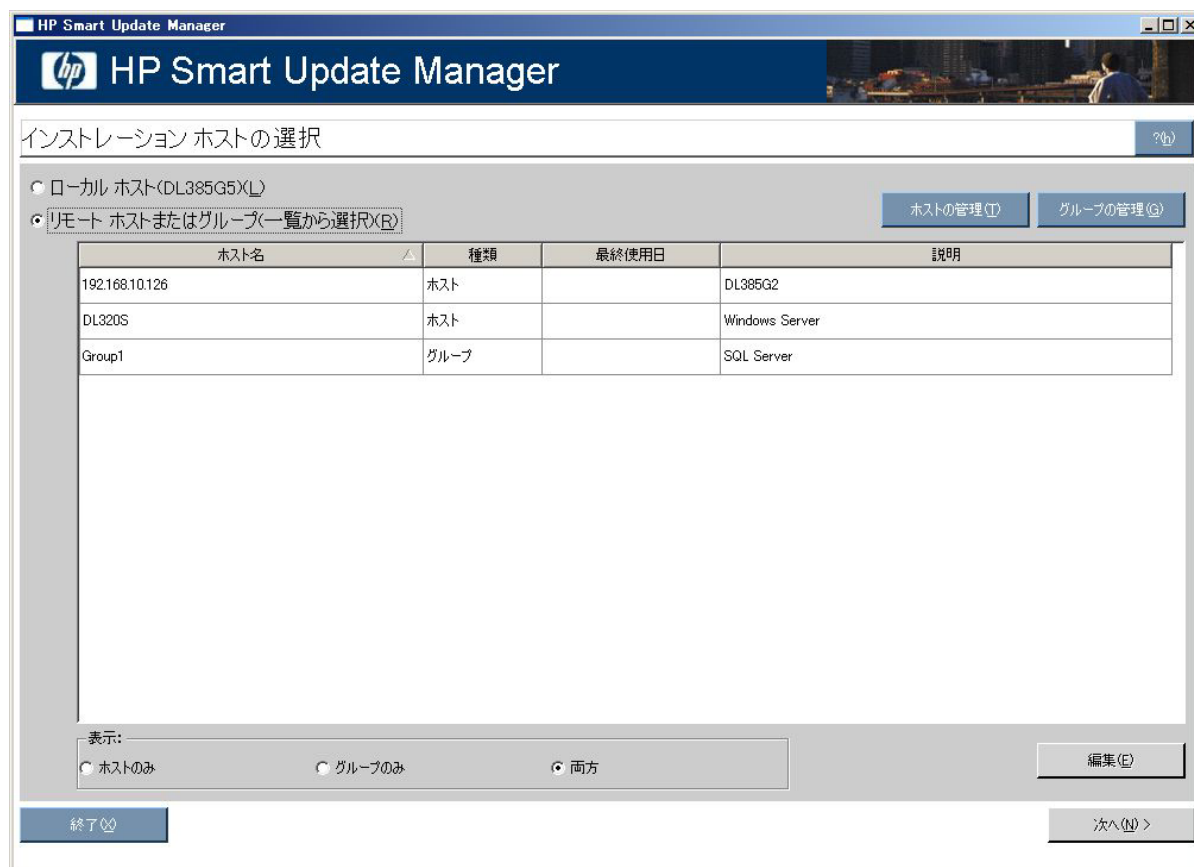 HP Smart Update Manager
hp HP Smart Update Manager
インストレーション ホストの選択 ?(h)
ローカル ホスト(DL385G5)(L)
リモート ホストまたはグループ(一覧から選択)(R) ホストの管理(T) グループの管理(G)
ホスト名 種類 最終使用日 説明
192.168.10.126 ホスト DL385G2
DL320S ホスト Windows Server
Group1 グループ SQL Server
表示:
ホストのみ グループのみ 両方 編集(E)
終了(X) 次へ(N) >